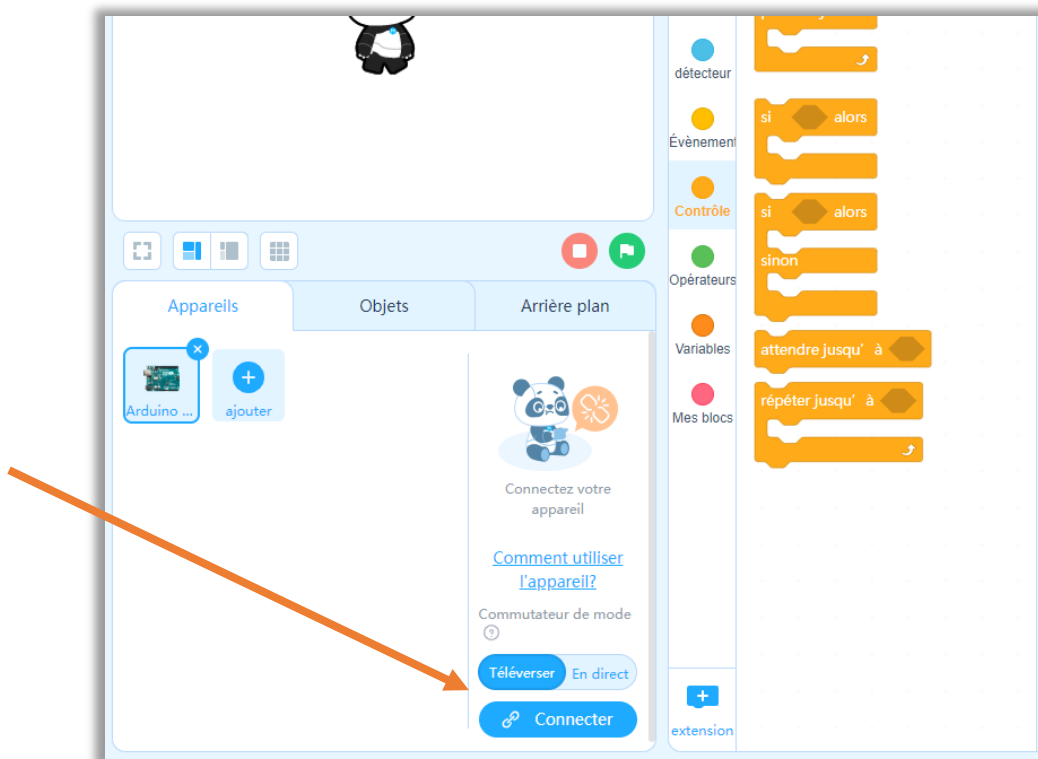 détecteur
Évènement
Contrôle
Opérateurs
Variables
Mes blocs
extension
si alors
si alors
sinon
attendre jusqu' à
répéter jusqu' à
Appareils
Objets
Arrière plan
Arduino ...
ajouter
Connectez votre
appareil
Comment utiliser
l'appareil?
Commutateur de mode
?
Téléverser
En direct
Connecter